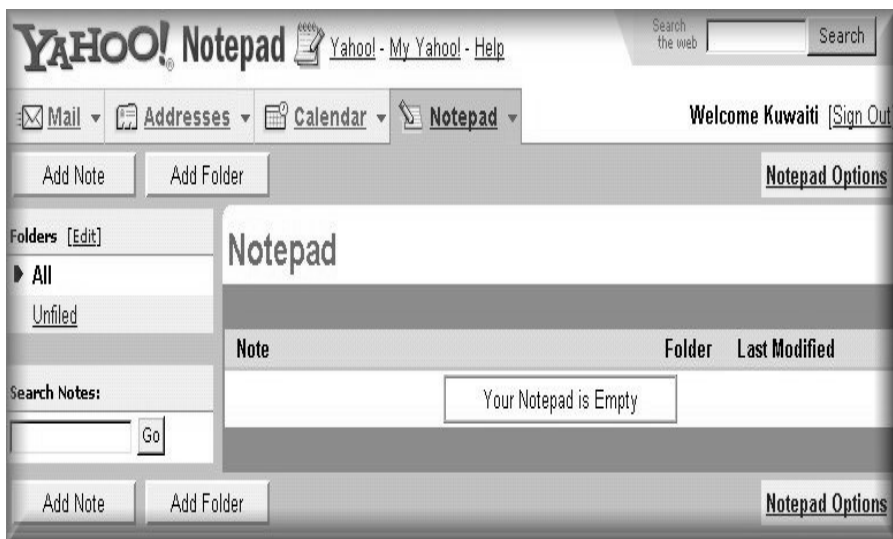 YAHOO! Notepad Yahoo! - My Yahoo! - Help
Search the web
Search
Mail Addresses Calendar Notepad
Welcome Kuwaiti [Sign Out
Add Note Add Folder Notepad Options
Folders [Edit]
All
Unfiled
Search Notes:
Go
Notepad
Note Folder Last Modified
Your Notepad is Empty
Add Note Add Folder Notepad Options